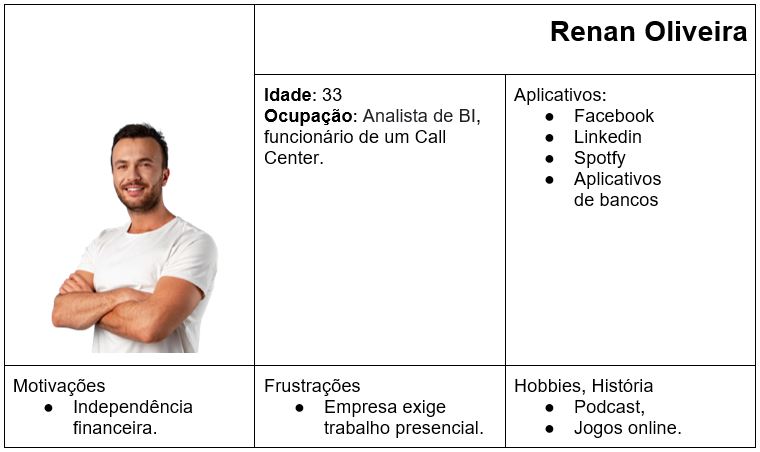 Renan Oliveira
Idade: 33
Ocupação: Analista de BI,
funcionário de um Call
Center.
Aplicativos:
● Facebook
● Linkedin
● Spotfy
● Aplicativos
de bancos
Motivações
● Independência
financeira.
Frustrações
● Empresa exige
trabalho presencial.
Hobbies, História
● Podcast,
● Jogos online.